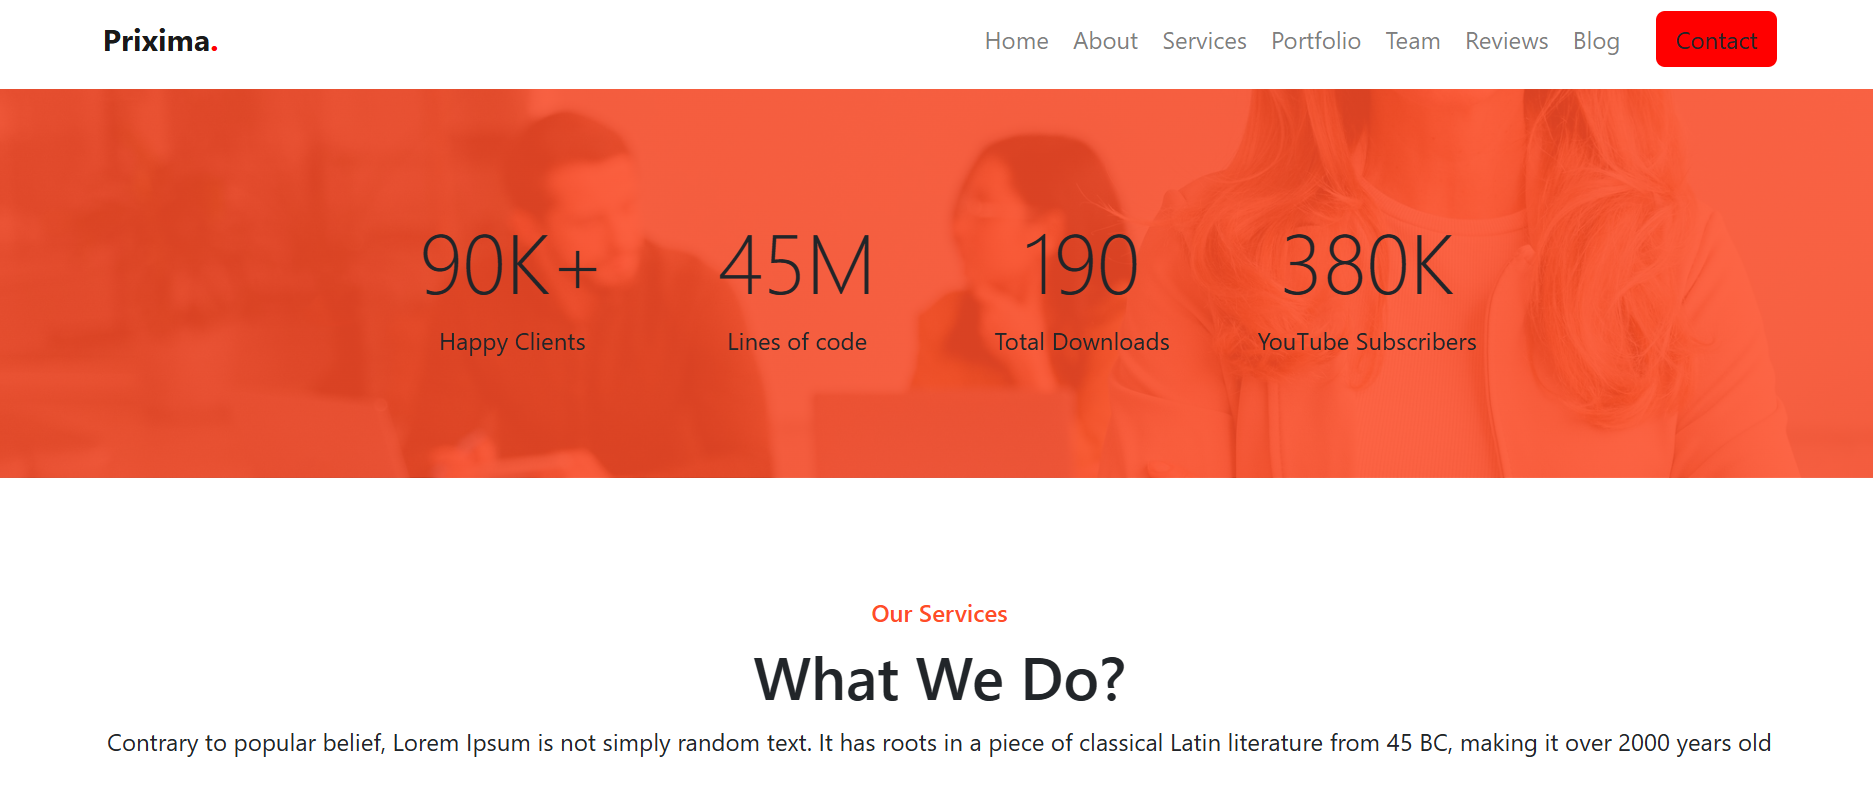 Prixima.
Home About Services Portfolio Team Reviews Blog Contact
90K+ 45M 190 380K
Happy Clients Lines of code Total Downloads YouTube Subscribers
Our Services
What We Do?
Contrary to popular belief, Lorem Ipsum is not simply random text. It has roots in a piece of classical Latin literature from 45 BC, making it over 2000 years old